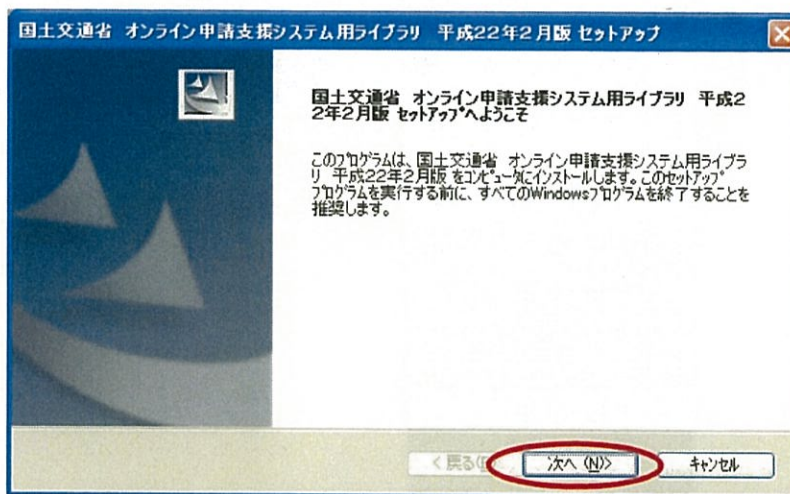 国土交通省 オンライン申請支援システム用ライブラリ 平成22年2月版 セットアップ
国土交通省 オンライン申請支援システム用ライブラリ 平成2
2年2月版 セットアップへようこそ
このプログラムは、国土交通省 オンライン申請支援システム用ライブラ
リ 平成22年2月版 をコンピュータにインストールします。このセットアップ
プログラムを実行する前に、すべてのWindowsプログラムを終了することを
推奨します。
< 戻る(B) 次へ (N)> キャンセル